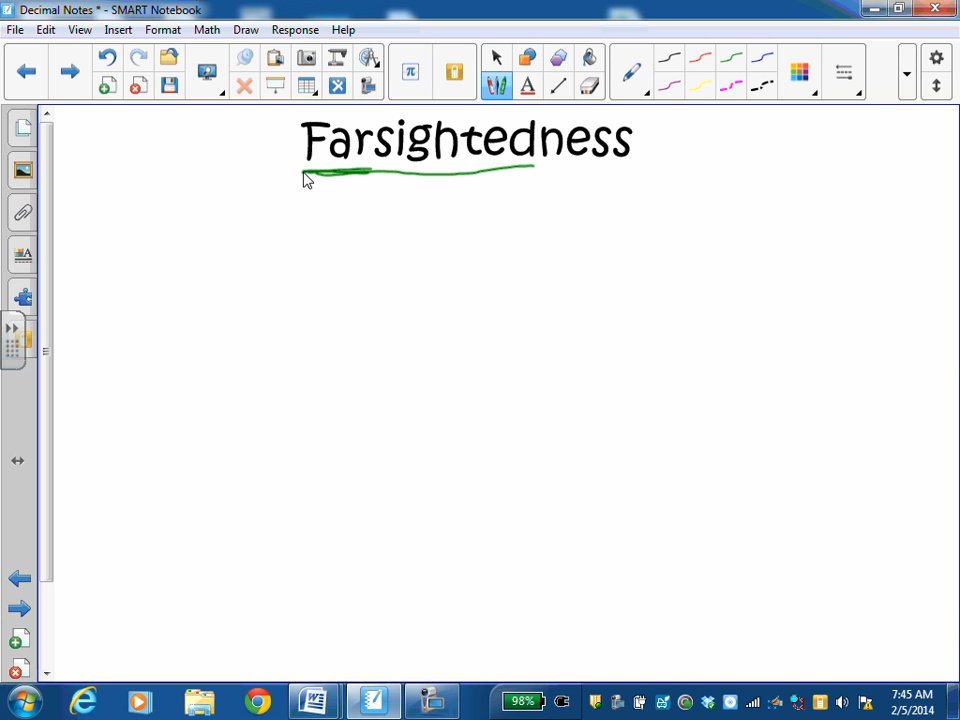 Decimal Notes * - SMART Notebook
File Edit View Insert Format Math Draw Response Help
Farsightedness
98%
7:45 AM
2/5/2014